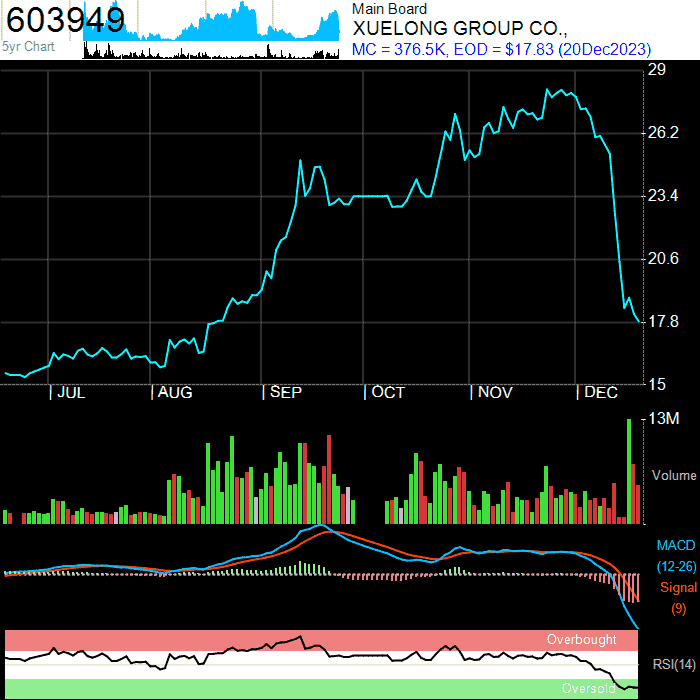 603949
5yr Chart
Main Board
XUELONG GROUP CO.,
MC = 376.5K, EOD = $17.83 (20Dec2023)
29
26.2
23.4
20.6
17.8
15
| JUL | AUG | SEP | OCT | NOV | DEC
13M
Volume
MACD
(12-26)
Signal
(9)
Overbought
RSI(14)
Oversold